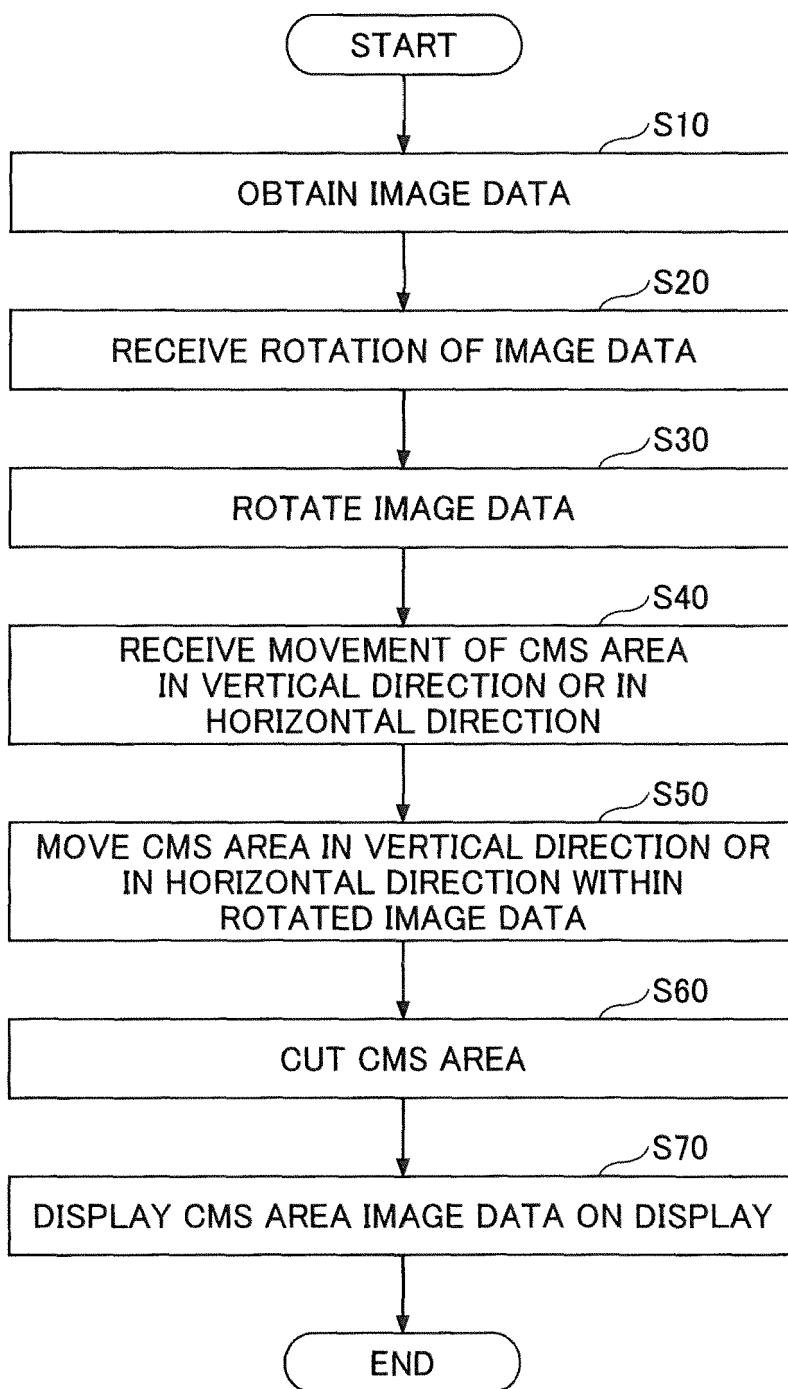 START
S10
OBTAIN IMAGE DATA
S20
RECEIVE ROTATION OF IMAGE DATA
S30
ROTATE IMAGE DATA
S40
RECEIVE MOVEMENT OF CMS AREA
IN VERTICAL DIRECTION OR IN
HORIZONTAL DIRECTION
S50
MOVE CMS AREA IN VERTICAL DIRECTION OR
IN HORIZONTAL DIRECTION WITHIN
ROTATED IMAGE DATA
S60
CUT CMS AREA
S70
DISPLAY CMS AREA IMAGE DATA ON DISPLAY
END